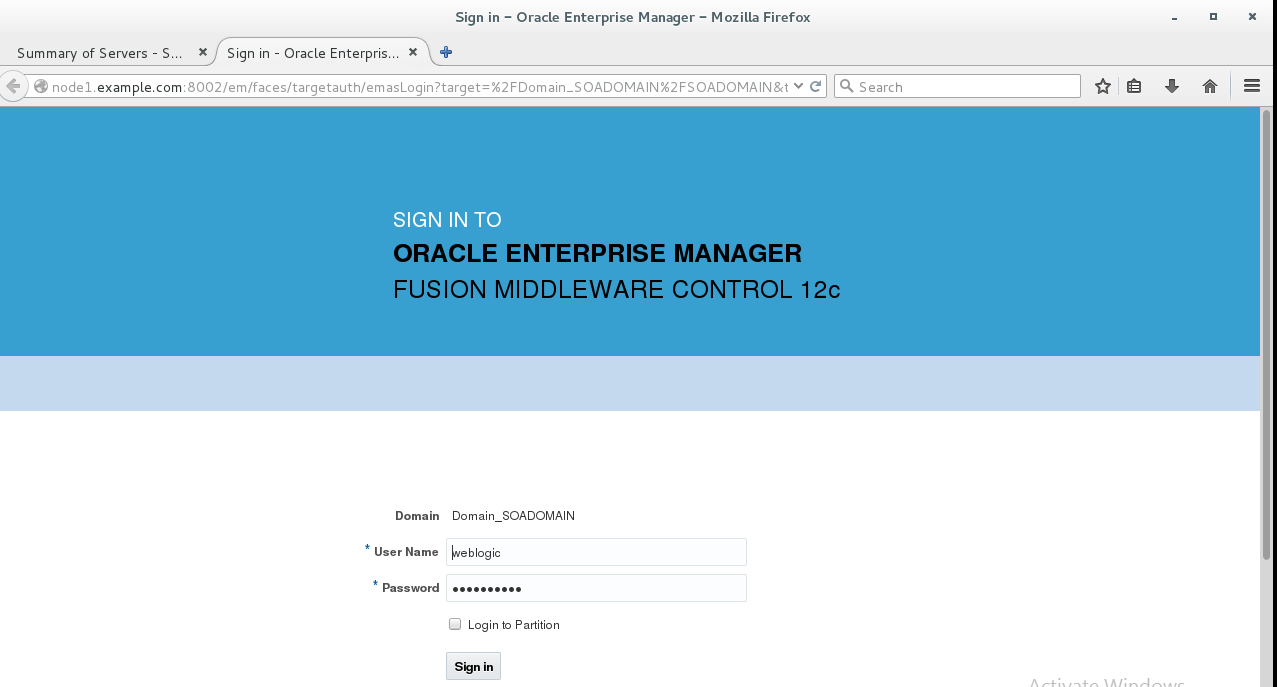 Sign in – Oracle Enterprise Manager – Mozilla Firefox
Summary of Servers - S...
Sign in - Oracle Enterpris...
node1.example.com:8002/em/faces/targetauth/emasLogin?target=%2FDomain_SOADOMAIN%2FSOADOMAIN&t
Search
SIGN IN TO
ORACLE ENTERPRISE MANAGER
FUSION MIDDLEWARE CONTROL 12c
Domain Domain_SOADOMAIN
* User Name weblogic
* Password ••••••••••
Login to Partition
Sign in
Activate Windows